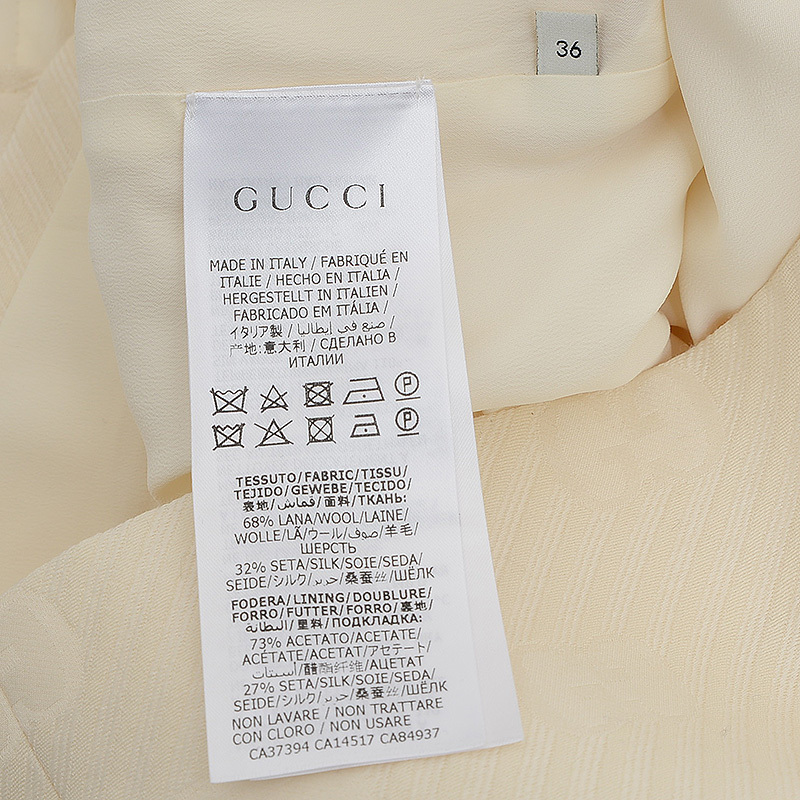 36
GUCCI
MADE IN ITALY / FABRIQUÉ EN
ITALIE / HECHO EN ITALIA /
HERGESTELLT IN ITALIEN /
FABRICADO EM ITÁLIA /
イタリア製 / صنع في إيطاليا /
产地:意大利 / СДЕЛАНО В
ИТАЛИИ
P
P
TESSUTO/FABRIC/TISSU/
TEJIDO/GEWEBE/TECIDO/
表地/قماش/面料/ТКАНЬ:
68% LANA/WOOL/LAINE/
WOLLE/LÃ/ウール/صوف/羊毛/
ШЕРСТЬ
32% SETA/SILK/SOIE/SEDA/
SEIDE/シルク/حرير/桑蚕丝/ШЁЛК
FODERA/LINING/DOUBLURE/
FORRO/FUTTER/FORRO/裏地/
البطانة/里料/ПОДКЛАДКА:
73% ACETATO/ACETATE/
ACÉTATE/ACETAT/アセテート/
أسيتات/醋酯纤维/АЦЕТАТ
27% SETA/SILK/SOIE/SEDA/
SEIDE/シルク/حرير/桑蚕丝/ШЁЛК
NON LAVARE / NON TRATTARE
CON CLORO / NON USARE
CA37394 CA14517 CA84937